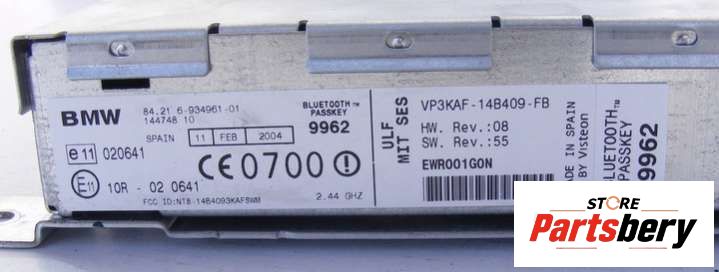 BMW
84.21 6-934961-01
144748 10
SPAIN
11 FEB 2004
BLUETOOTH™
PASSKEY
9962
e11 020641
CE0700
E11 10R - 02 0641
FCC ID:NT8-14B4093KAFSWM
2.44 GHZ
ULF
MIT SES
VP3KAF-14B409-FB
HW. Rev.:08
SW. Rev.:55
EWR001G0N
MADE IN SPAIN
by Visteon
BLUETOOTH™
PASSKEY
9962
STORE
Partsbery